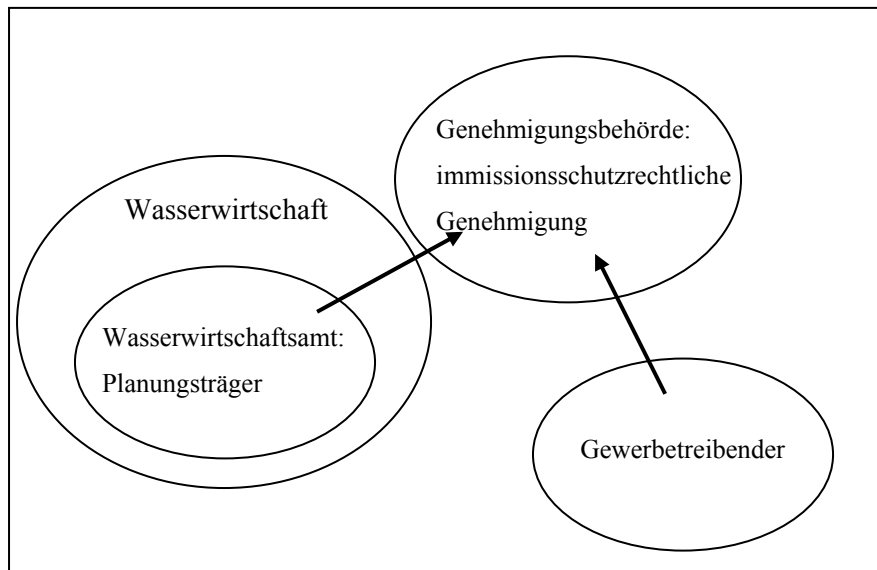 Genehmigungsbehörde:
immissionsschutzrechtliche
Genehmigung
Wasserwirtschaft
Wasserwirtschaftsamt:
Planungsträger
Gewerbetreibender